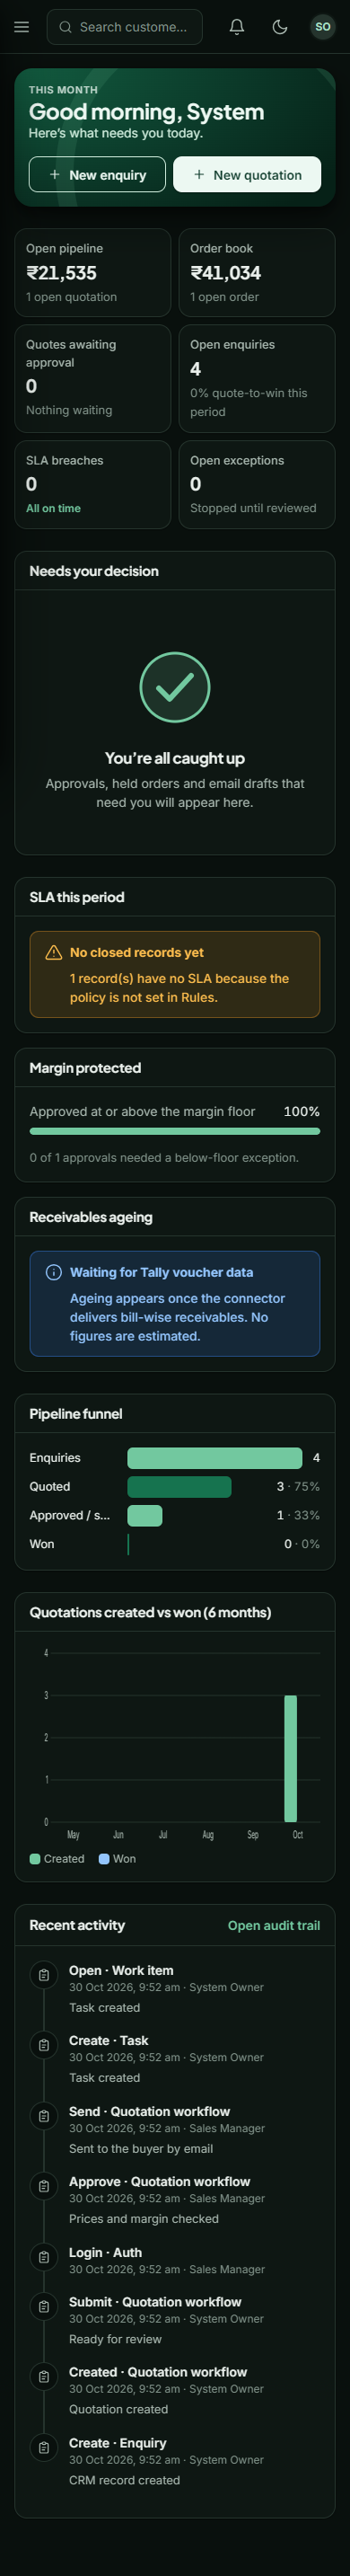 Search custome...
SO
THIS MONTH
Good morning, System
Here's what needs you today.
New enquiry
New quotation
Open pipeline
₹21,535
1 open quotation
Order book
₹41,034
1 open order
Quotes awaiting
approval
0
Nothing waiting
Open enquiries
4
0% quote-to-win this
period
SLA breaches
0
All on time
Open exceptions
0
Stopped until reviewed
Needs your decision
You're all caught up
Approvals, held orders and email drafts that
need you will appear here.
SLA this period
No closed records yet
1 record(s) have no SLA because the
policy is not set in Rules.
Margin protected
Approved at or above the margin floor 100%
0 of 1 approvals needed a below-floor exception.
Receivables ageing
Waiting for Tally voucher data
Ageing appears once the connector
delivers bill-wise receivables. No
figures are estimated.
Pipeline funnel
Enquiries 4
Quoted 3 · 75%
Approved / s... 1 · 33%
Won 0 · 0%
Quotations created vs won (6 months)
4
3
2
1
0
May Jun Jul Aug Sep Oct
Created Won
Recent activity Open audit trail
Open · Work item
30 Oct 2026, 9:52 am · System Owner
Task created
Create · Task
30 Oct 2026, 9:52 am · System Owner
Task created
Send · Quotation workflow
30 Oct 2026, 9:52 am · Sales Manager
Sent to the buyer by email
Approve · Quotation workflow
30 Oct 2026, 9:52 am · Sales Manager
Prices and margin checked
Login · Auth
30 Oct 2026, 9:52 am · Sales Manager
Submit · Quotation workflow
30 Oct 2026, 9:52 am · System Owner
Ready for review
Created · Quotation workflow
30 Oct 2026, 9:52 am · System Owner
Quotation created
Create · Enquiry
30 Oct 2026, 9:52 am · System Owner
CRM record created